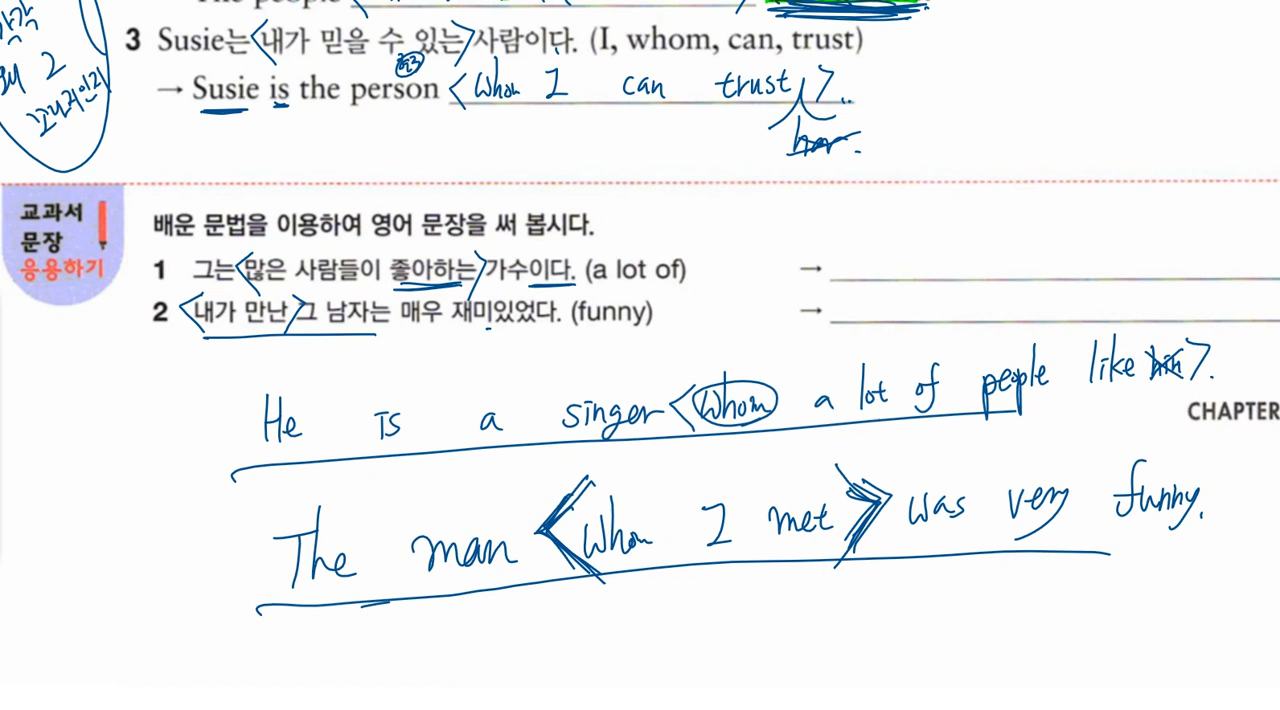 The people
3 Susie는 <내가 믿을 수 있는> 사람이다. (I, whom, can, trust)
→ Susie is the person <whom I can trust>.
her.
교과서
문장
응용하기
배운 문법을 이용하여 영어 문장을 써 봅시다.
1 그는 <많은 사람들이 좋아하는> 가수이다. (a lot of) →
2 <내가 만난> 그 남자는 매우 재미있었다. (funny) →
He is a singer <whom a lot of people like him>.
CHAPTER
The man <whom I met> was very funny.